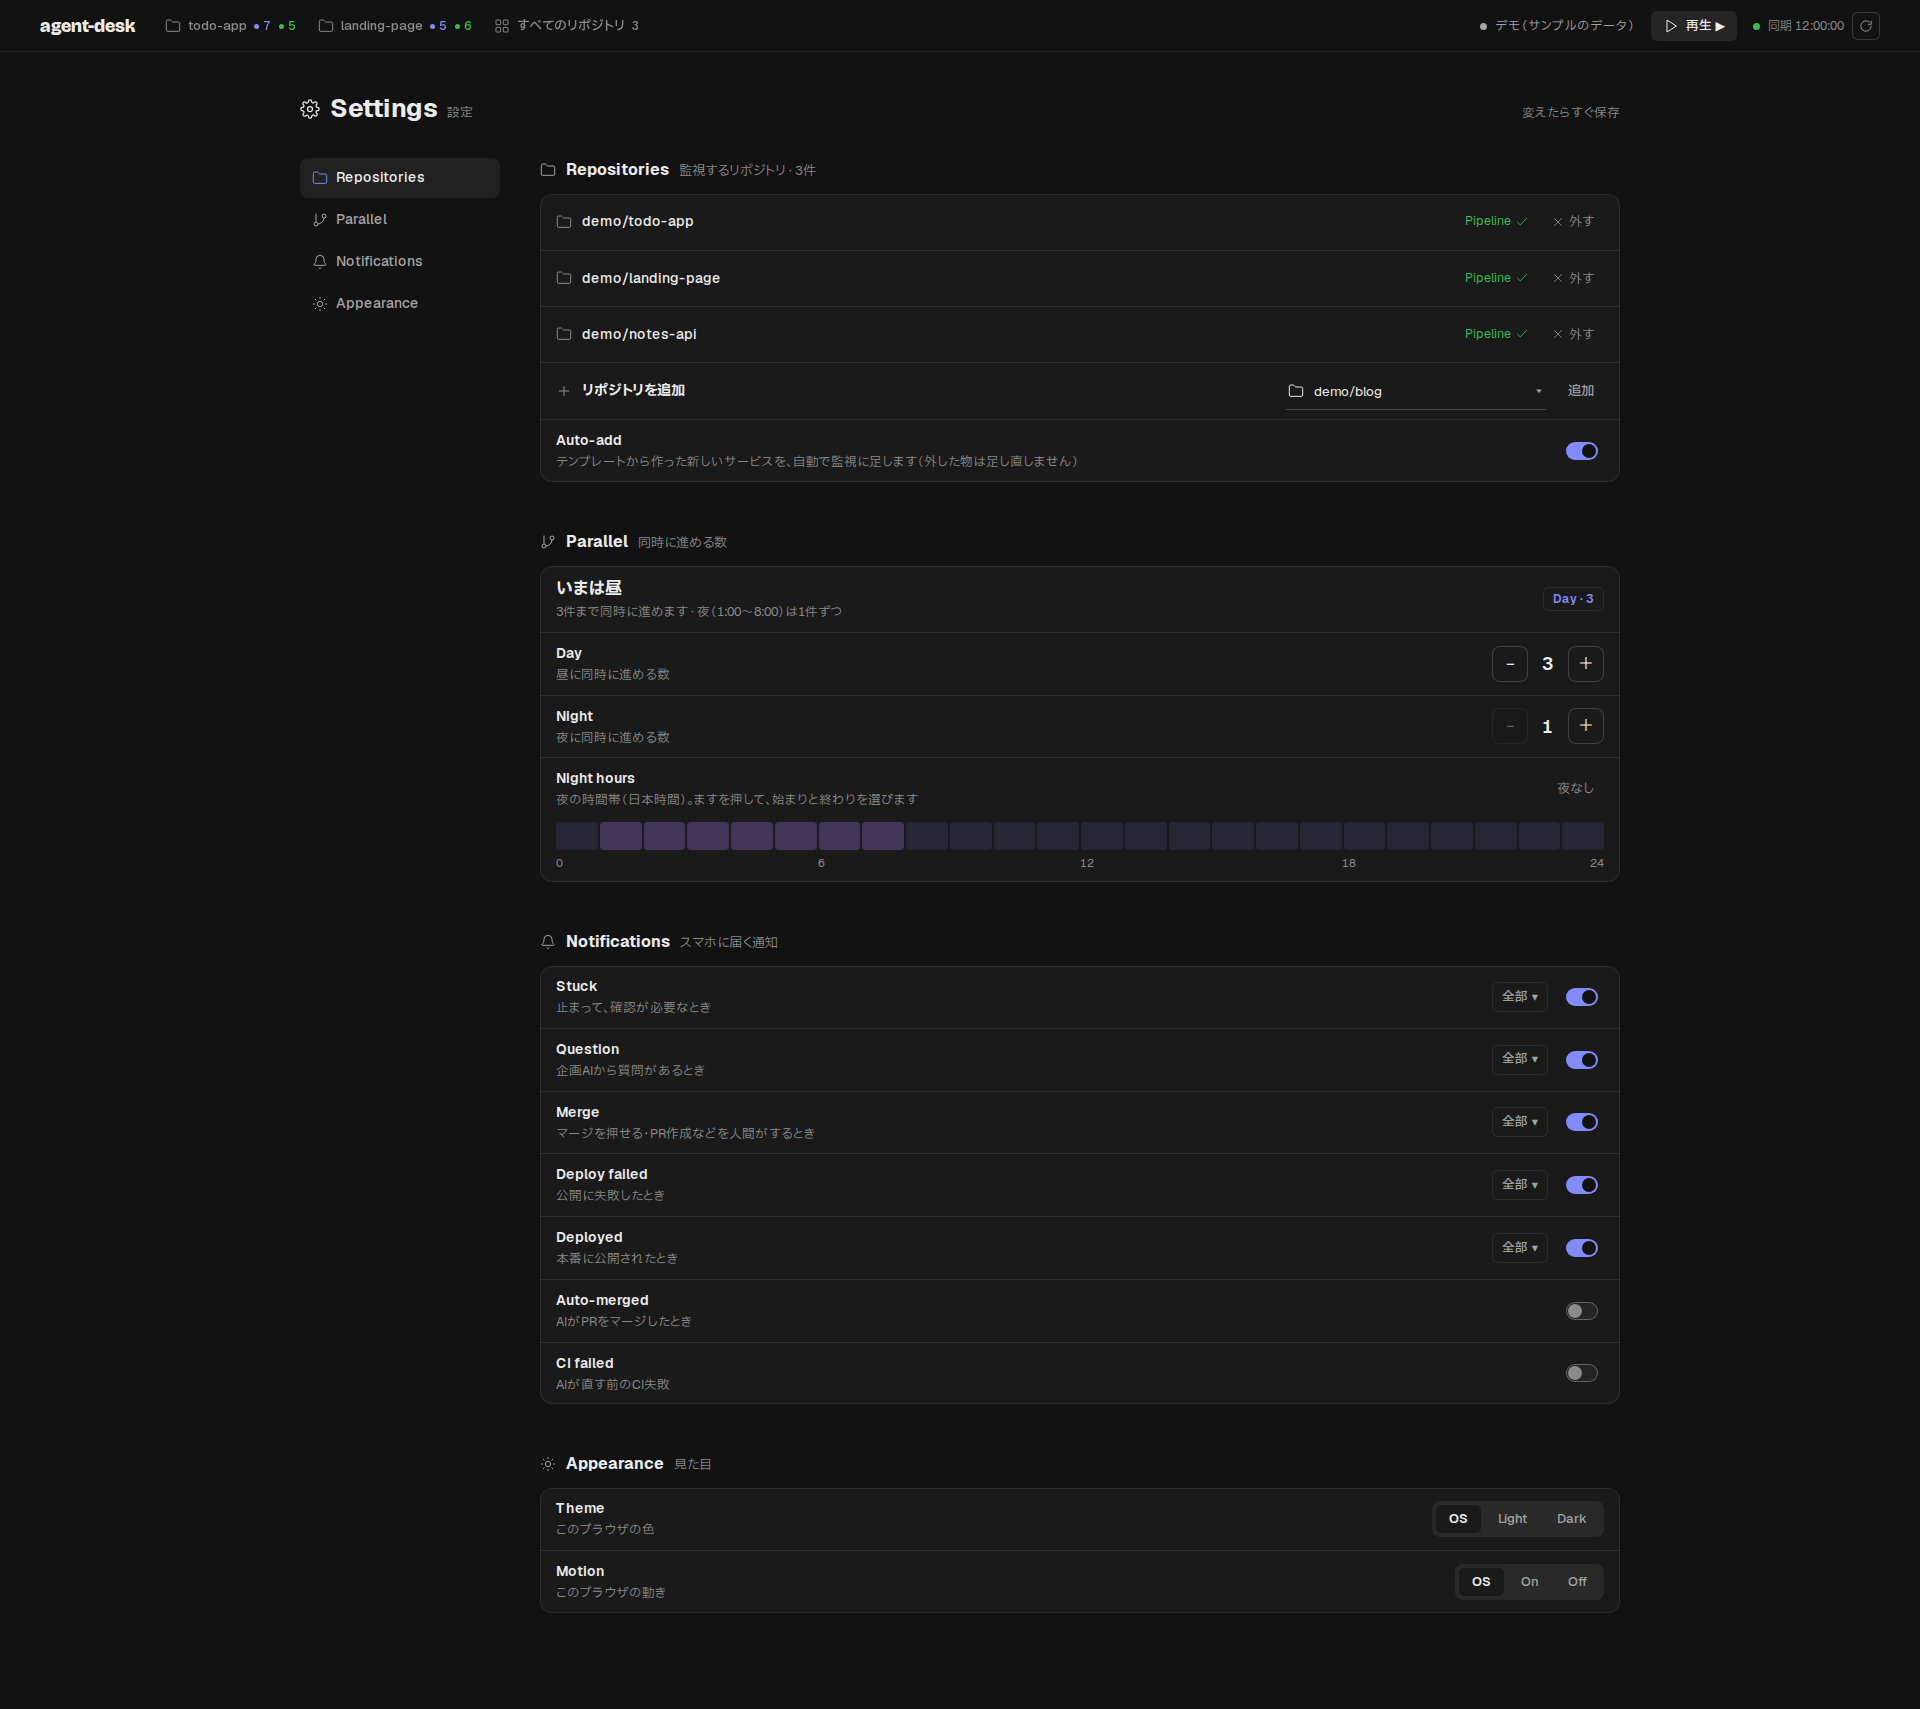 agent-desk todo-app 7 5 landing-page 5 6 すべてのリポジトリ 3 デモ（サンプルのデータ） 再生 ▶ 同期 12:00:00
Settings 設定 変えたらすぐ保存
Repositories
Parallel
Notifications
Appearance
Repositories 監視するリポジトリ · 3件
demo/todo-app Pipeline ✓ × 外す
demo/landing-page Pipeline ✓ × 外す
demo/notes-api Pipeline ✓ × 外す
+ リポジトリを追加 demo/blog ▾ 追加
Auto-add
テンプレートから作った新しいサービスを、自動で監視に足します（外した物は足し直しません）
Parallel 同時に進める数
いまは昼
3件まで同時に進めます · 夜（1:00〜8:00）は1件ずつ
Day · 3
Day
昼に同時に進める数
− 3 +
Night
夜に同時に進める数
− 1 +
Night hours
夜の時間帯（日本時間）。ますを押して、始まりと終わりを選びます
夜なし
0 6 12 18 24
Notifications スマホに届く通知
Stuck
止まって、確認が必要なとき
全部 ▾
Question
企画AIから質問があるとき
全部 ▾
Merge
マージを押せる・PR作成などを人間がするとき
全部 ▾
Deploy failed
公開に失敗したとき
全部 ▾
Deployed
本番に公開されたとき
全部 ▾
Auto-merged
AIがPRをマージしたとき
CI failed
AIが直す前のCI失敗
Appearance 見た目
Theme
このブラウザの色
OS Light Dark
Motion
このブラウザの動き
OS On Off